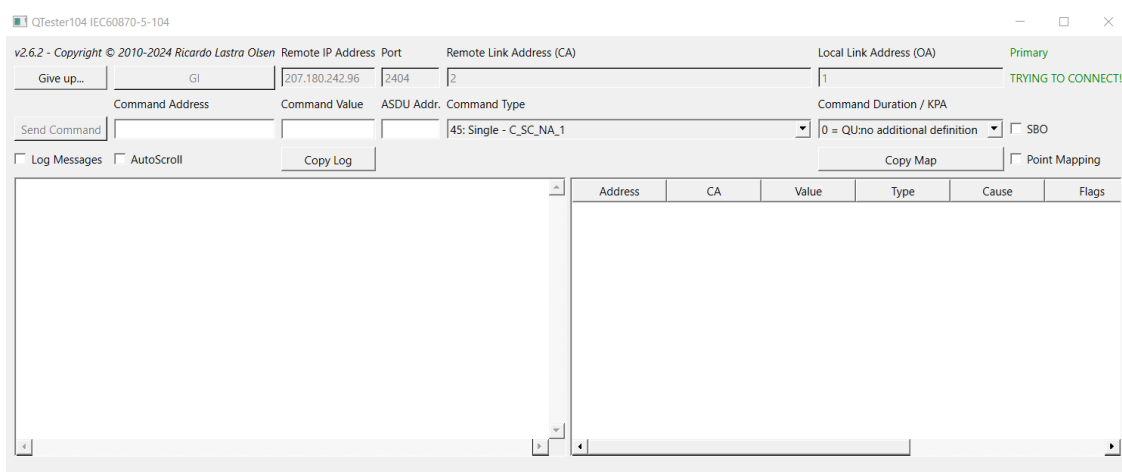 QTester104 IEC60870-5-104
v2.6.2 - Copyright © 2010-2024 Ricardo Lastra Olsen Remote IP Address Port Remote Link Address (CA) Local Link Address (OA) Primary
Give up... GI 207.180.242.96 2404 2 1 TRYING TO CONNECT!
Command Address Command Value ASDU Addr. Command Type Command Duration / KPA
Send Command 45: Single - C_SC_NA_1 0 = QU:no additional definition SBO
Log Messages AutoScroll Copy Log Copy Map Point Mapping
Address CA Value Type Cause Flags